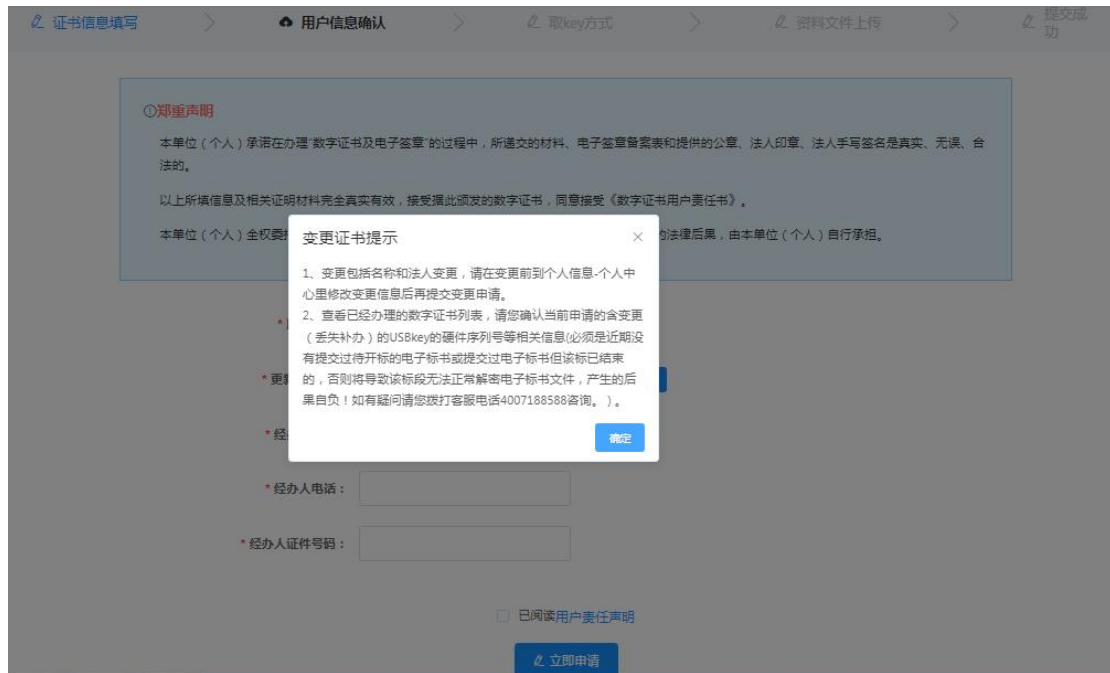 证书信息填写
用户信息确认
取key方式
资料文件上传
提交成
功
郑重声明
本单位（个人）承诺在办理"数字证书及电子签章"的过程中，所递交的材料、电子签章备案表和提供的公章、法人印章、法人手写签名是真实、无误、合
法的。
以上所填信息及相关证明材料完全真实有效，接受据此颁发的数字证书，同意接受《数字证书用户责任书》。
本单位（个人）全权委
的法律后果，由本单位（个人）自行承担。
变更证书提示
1、变更包括名称和法人变更，请在变更前到个人信息-个人中
心里修改变更信息后再提交变更申请。
2、查看已经办理的数字证书列表，请您确认当前申请的含变更
（丢失补办）的USBkey的硬件序列号等相关信息(必须是近期没
有提交过待开标的电子标书或提交过电子标书但该标已结束
的，否则将导致该标段无法正常解密电子标书文件，产生的后
果自负！如有疑问请您拨打客服电话4007188588咨询。）。
确定
*更新
*经
*经办人电话：
*经办人证件号码：
已阅读用户责任声明
立即申请